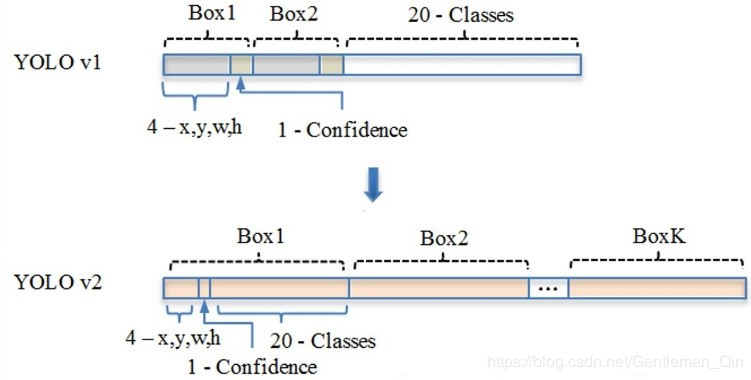 Box1 Box2 20 - Classes
YOLO v1
4 – x,y,w,h 1 - Confidence
Box1 Box2 BoxK
YOLO v2
...
4 – x,y,w,h 20 - Classes
1 - Confidence
https://blog.csdn.net/Gentleman_Qin